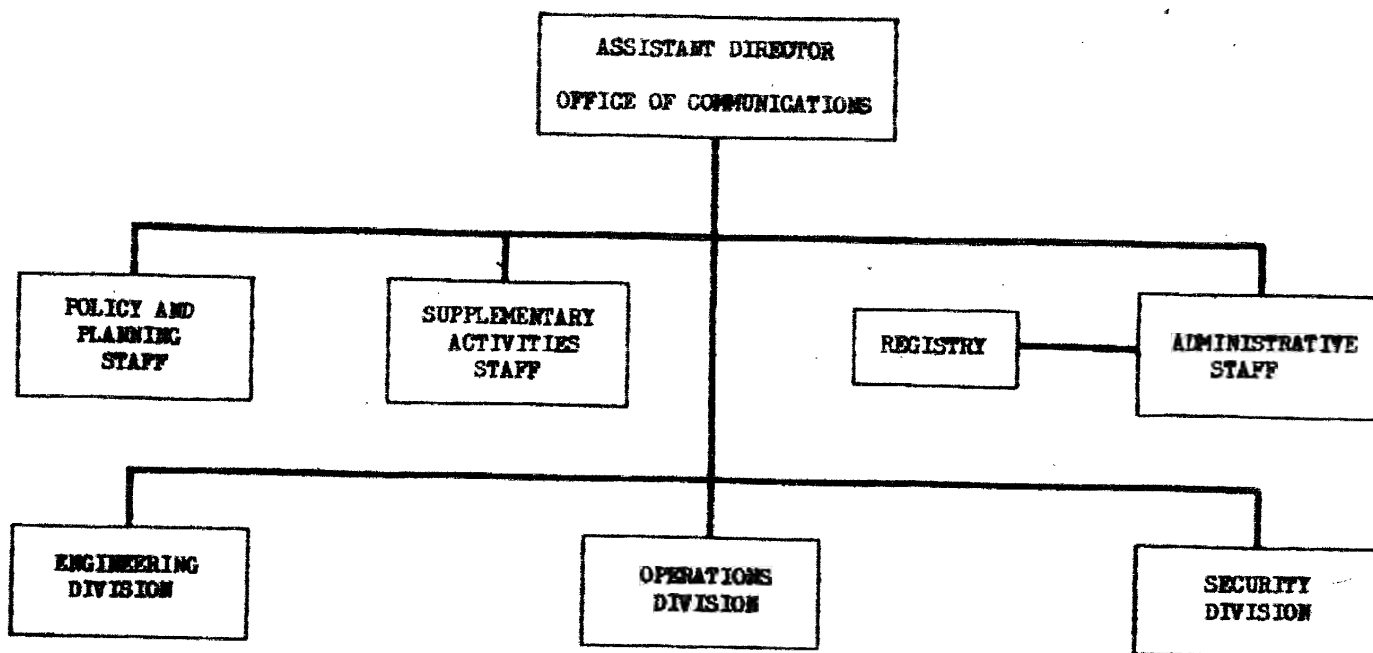 ASSISTANT DIRECTOR
OFFICE OF COMMUNICATIONS
POLICY AND
PLANNING
STAFF
SUPPLEMENTARY
ACTIVITIES
STAFF
REGISTRY
ADMINISTRATIVE
STAFF
ENGINEERING
DIVISION
OPERATIONS
DIVISION
SECURITY
DIVISION